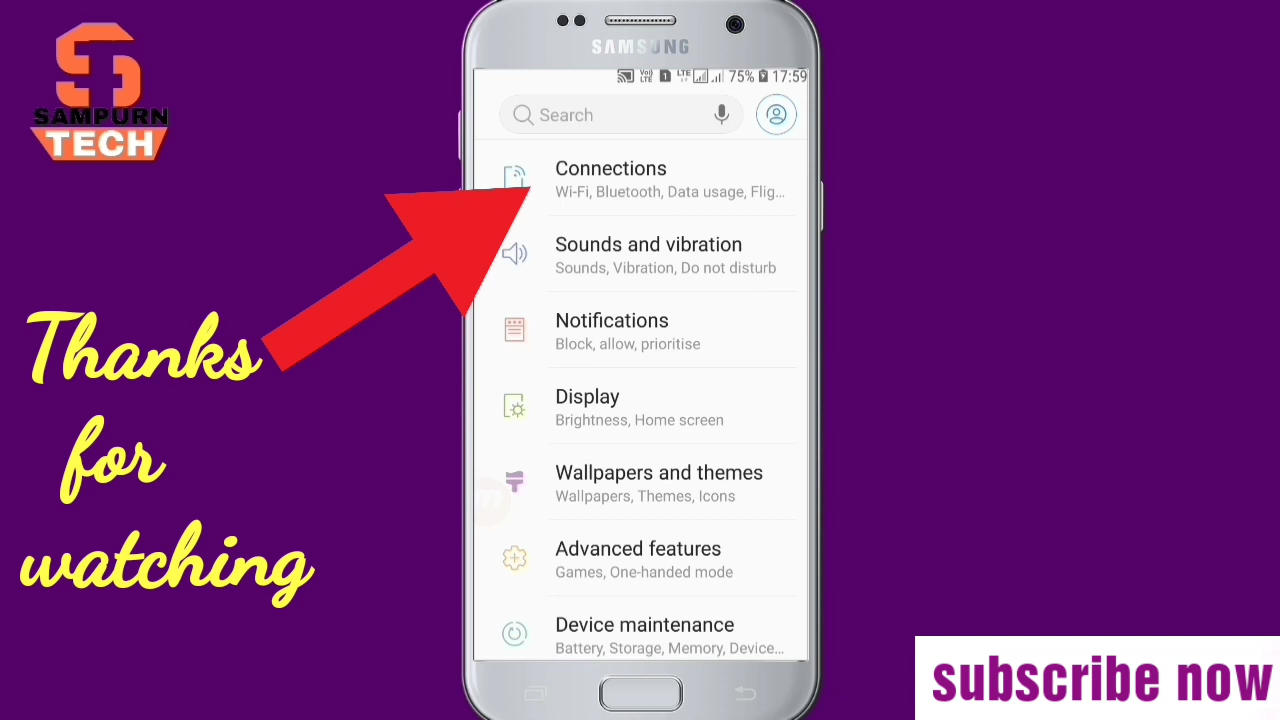 SAMPURN
TECH
Thanks
for
watching
SAMSUNG
75% 17:59
Search
Connections
Wi-Fi, Bluetooth, Data usage, Flig...
Sounds and vibration
Sounds, Vibration, Do not disturb
Notifications
Block, allow, prioritise
Display
Brightness, Home screen
Wallpapers and themes
Wallpapers, Themes, Icons
Advanced features
Games, One-handed mode
Device maintenance
Battery, Storage, Memory, Device...
subscribe now